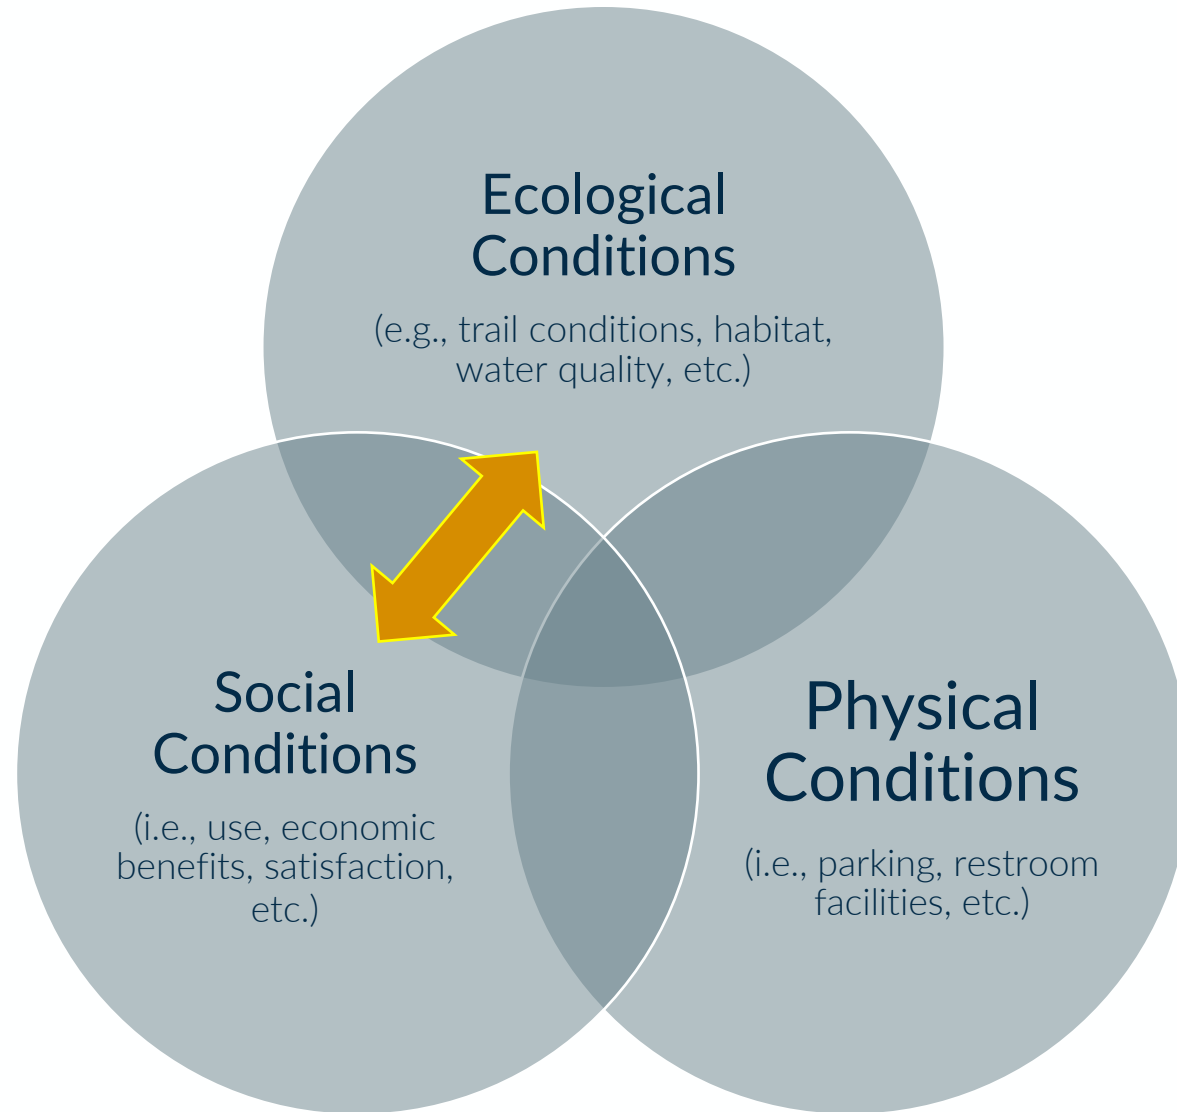 Ecological
Conditions
(e.g., trail conditions, habitat,
water quality, etc.)
Social
Conditions
(i.e., use, economic
benefits, satisfaction,
etc.)
Physical
Conditions
(i.e., parking, restroom
facilities, etc.)